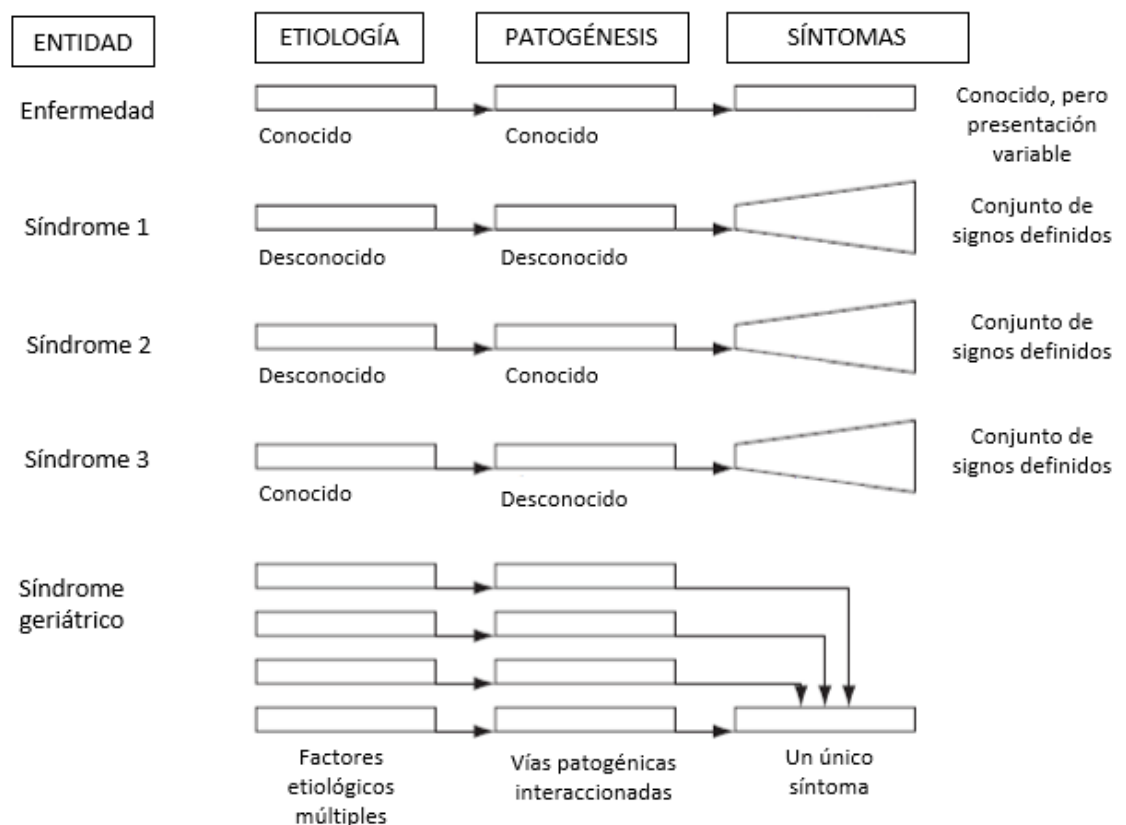 ENTIDAD
ETIOLOGÍA
PATOGÉNESIS
SÍNTOMAS
Enfermedad
Conocido
Conocido
Conocido, pero
presentación
variable
Síndrome 1
Desconocido
Desconocido
Conjunto de
signos definidos
Síndrome 2
Desconocido
Conocido
Conjunto de
signos definidos
Síndrome 3
Conocido
Desconocido
Conjunto de
signos definidos
Síndrome
geriátrico
Factores
etiológicos
múltiples
Vías patogénicas
interaccionadas
Un único
síntoma